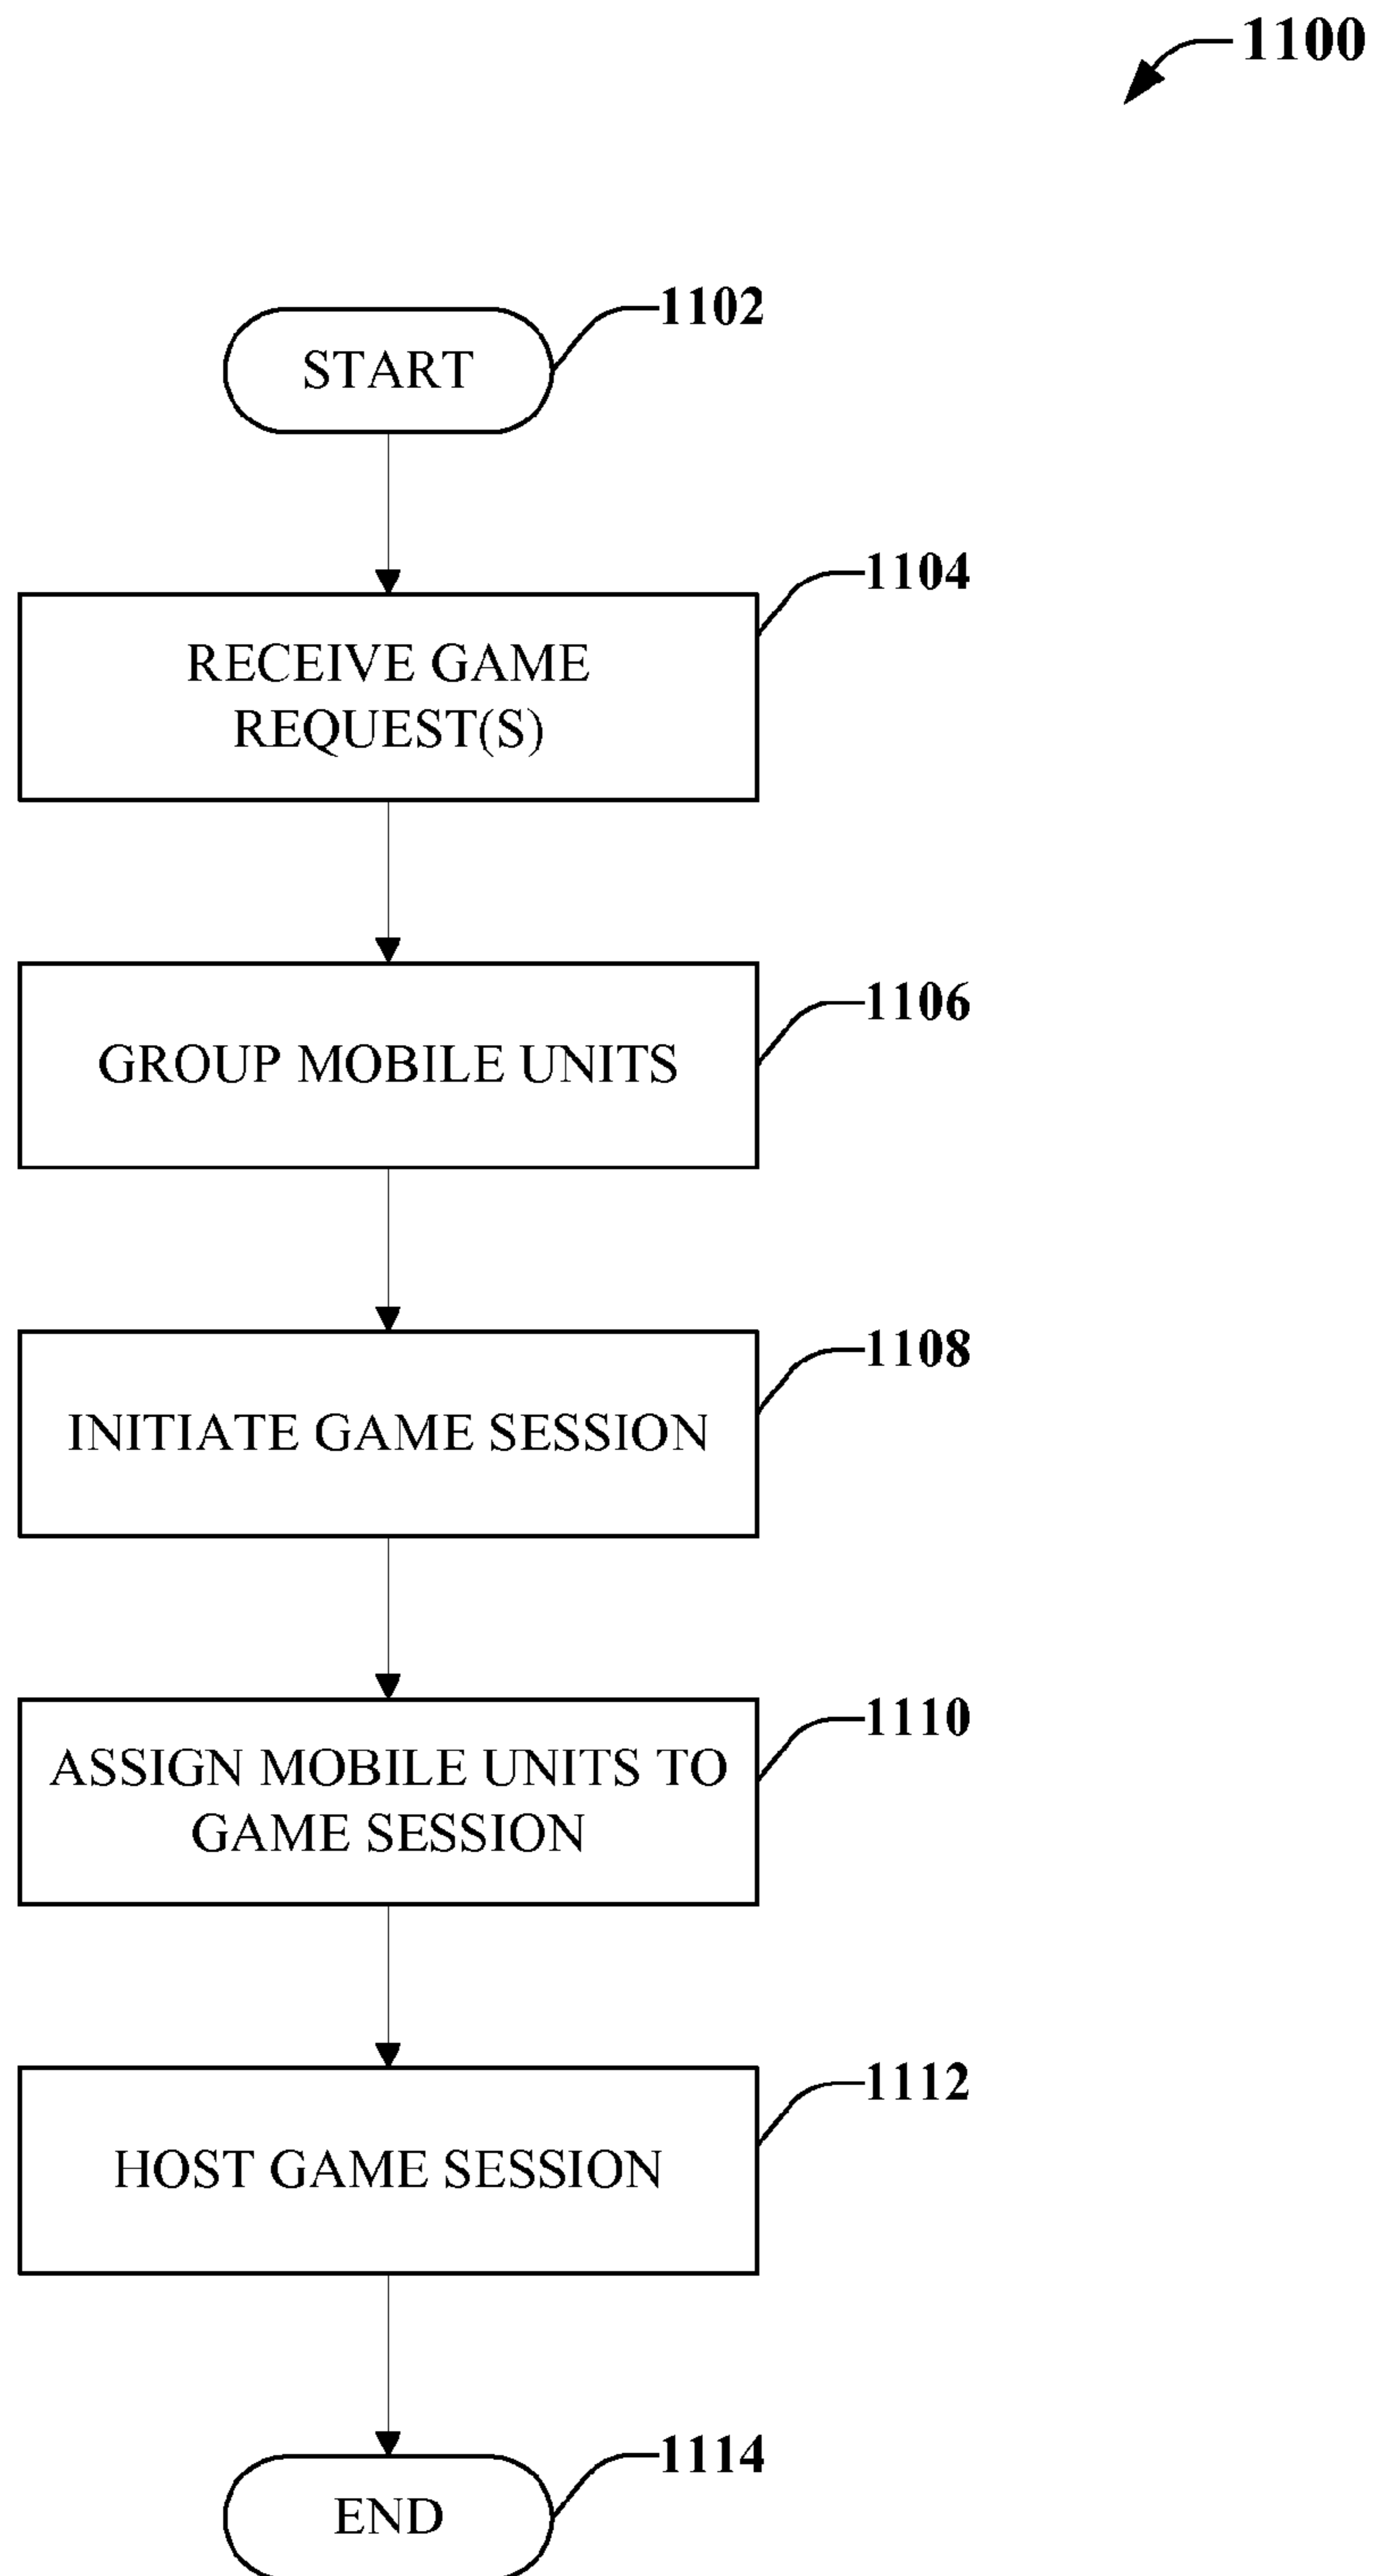 1100
1102
START
1104
RECEIVE GAME
REQUEST(S)
1106
GROUP MOBILE UNITS
1108
INITIATE GAME SESSION
1110
ASSIGN MOBILE UNITS TO
GAME SESSION
1112
HOST GAME SESSION
1114
END